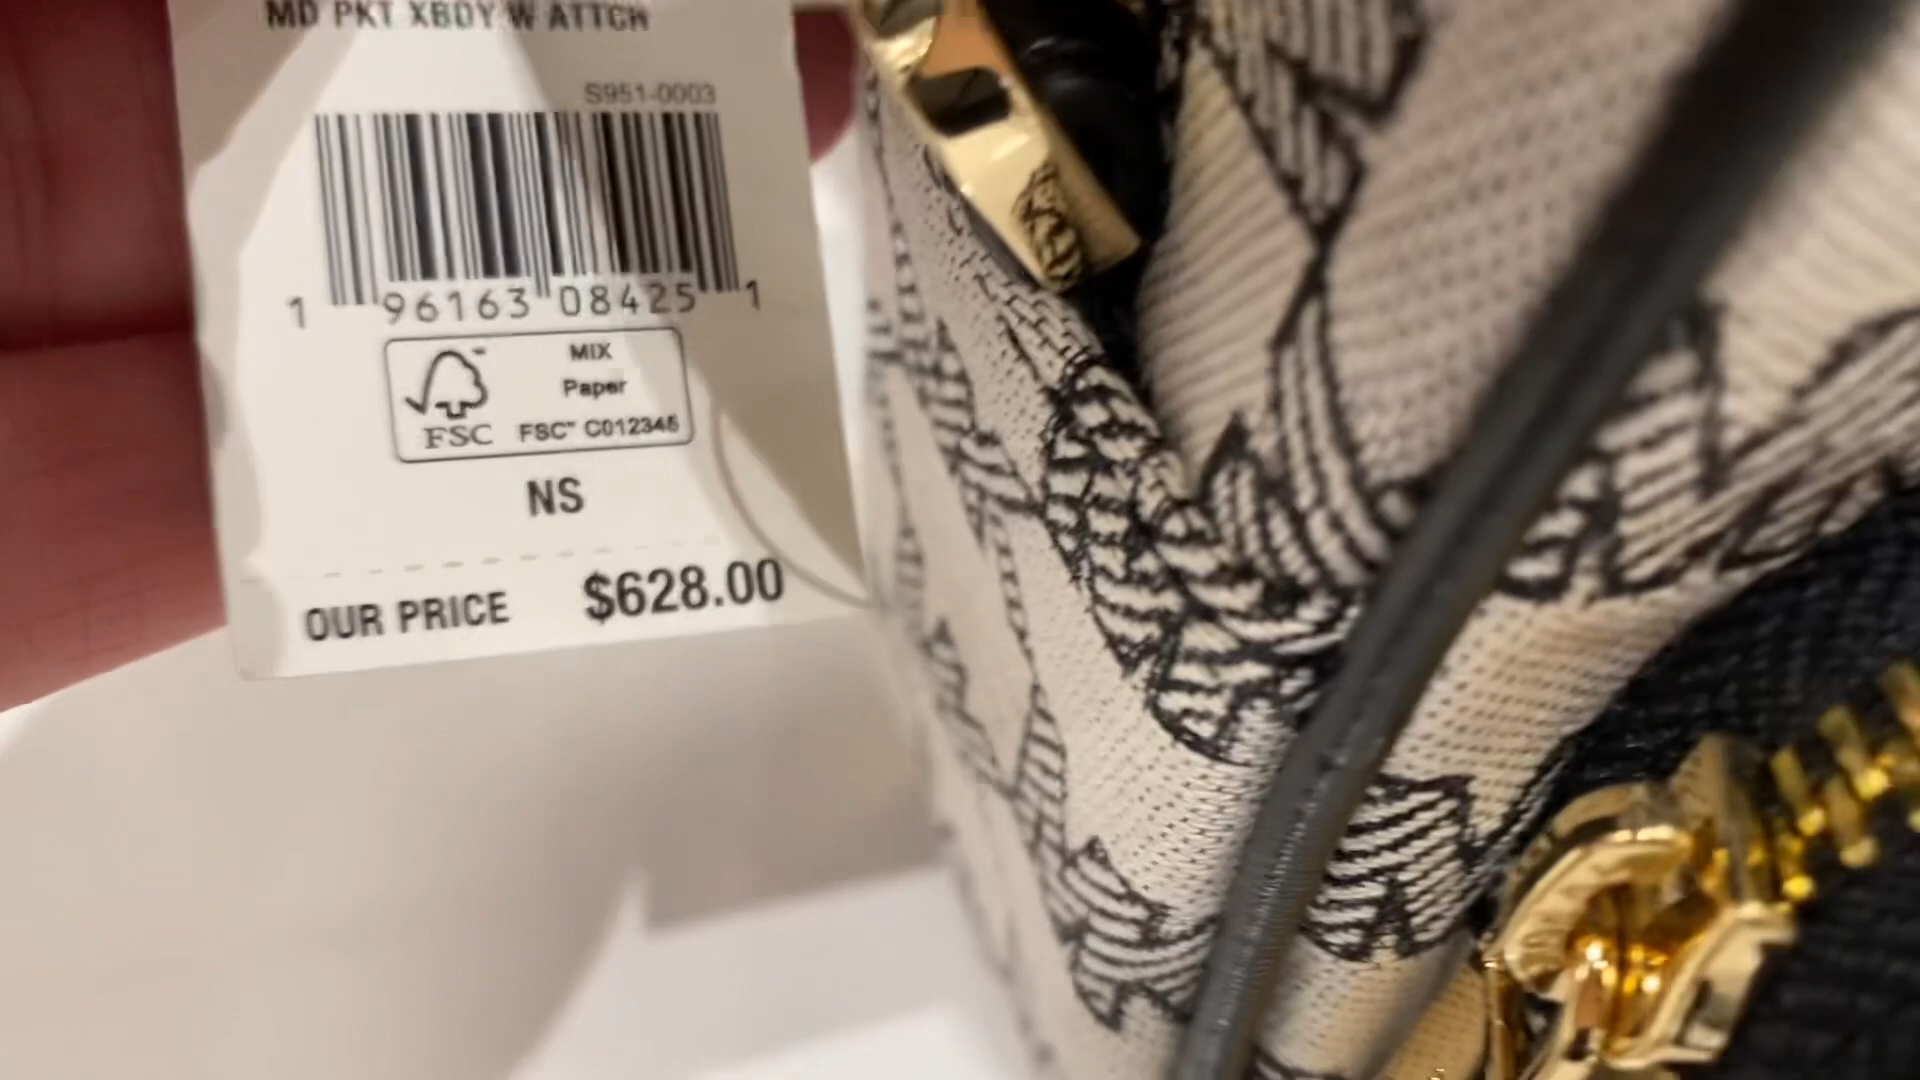 MD PKT XBDY W ATTCH
S951-0003
1 96163 08425 1
MIX
Paper
FSC™ C012345
FSC
NS
OUR PRICE $628.00